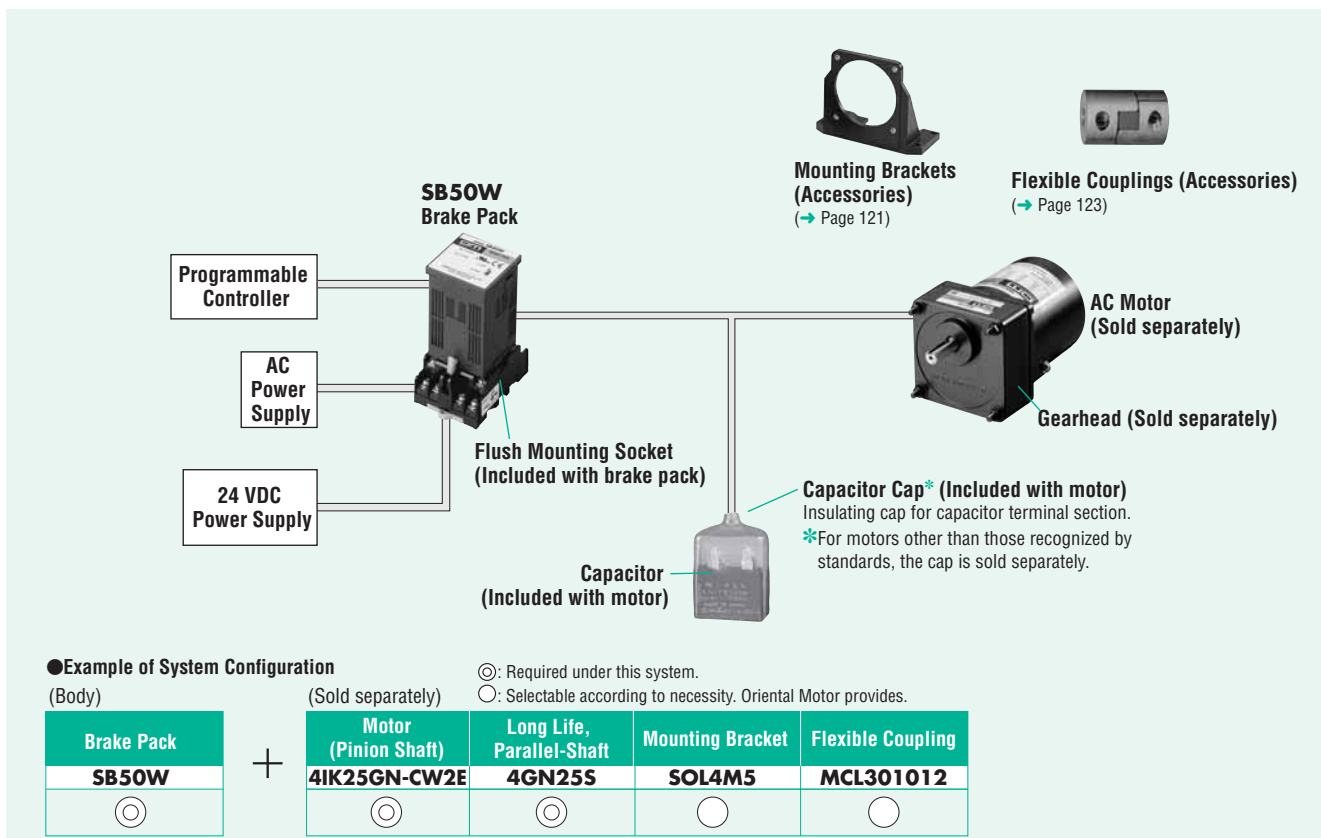 Mounting Brackets
(Accessories)
(➜ Page 121)
Flexible Couplings (Accessories)
(➜ Page 123)
SB50W
Brake Pack
Programmable
Controller
AC
Power
Supply
24 VDC
Power Supply
Flush Mounting Socket
(Included with brake pack)
AC Motor
(Sold separately)
Gearhead (Sold separately)
Capacitor Cap* (Included with motor)
Insulating cap for capacitor terminal section.
*For motors other than those recognized by
standards, the cap is sold separately.
Capacitor
(Included with motor)
●Example of System Configuration
◎: Required under this system.
○: Selectable according to necessity. Oriental Motor provides.
(Body)
(Sold separately)
Brake Pack
+
Motor
(Pinion Shaft)
Long Life,
Parallel-Shaft
Mounting Bracket
Flexible Coupling
SB50W
4IK25GN-CW2E
4GN25S
SOL4M5
MCL301012
◎ ◎ ◎ ○ ○